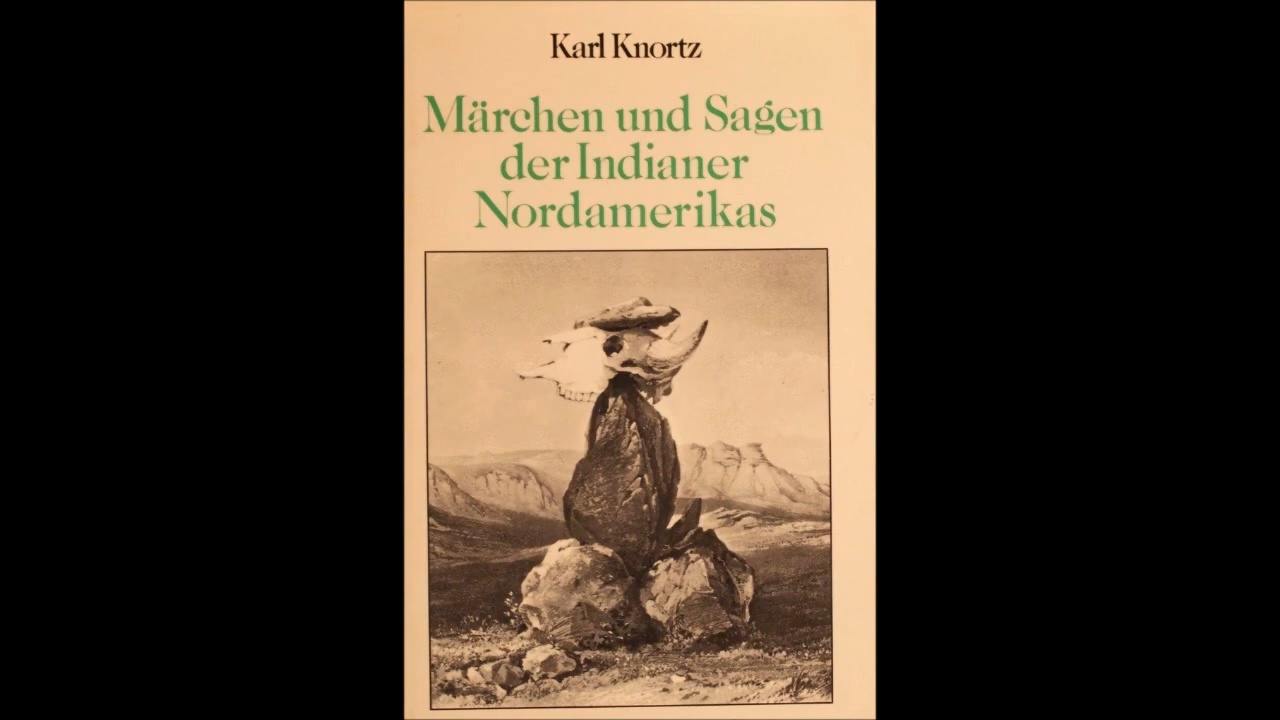 Karl Knortz
Märchen und Sagen
der Indianer
Nordamerikas